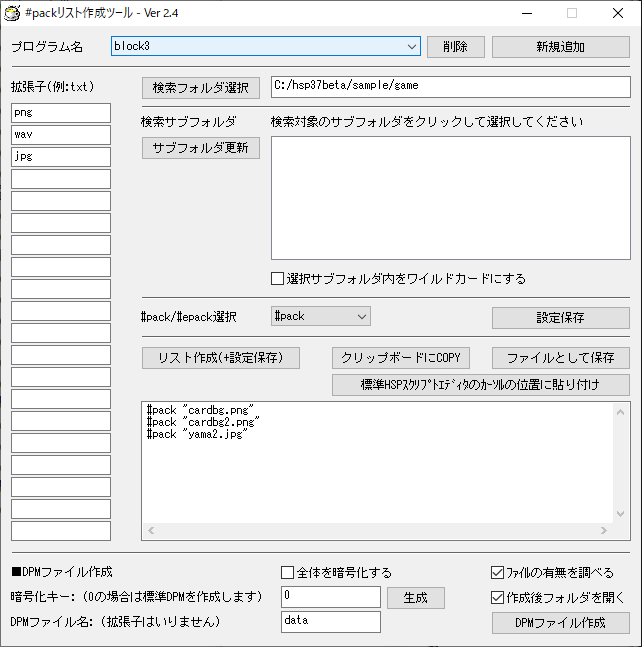 #packリスト作成ツール - Ver 2.4
プログラム名
block3
削除
新規追加
拡張子(例:txt)
png
wav
jpg
検索フォルダ選択
C:/hsp37beta/sample/game
検索サブフォルダ
検索対象のサブフォルダをクリックして選択してください
サブフォルダ更新
選択サブフォルダ内をワイルドカードにする
#pack/#epack選択
#pack
設定保存
リスト作成(+設定保存)
クリップボードにCOPY
ファイルとして保存
標準HSPスクリプトエディタのカーソルの位置に貼り付け
#pack "cardbg.png"
#pack "cardbg2.png"
#pack "yama2.jpg"
■DPMファイル作成
全体を暗号化する
ファイルの有無を調べる
暗号化キー:(0の場合は標準DPMを作成します)
0
生成
作成後フォルダを開く
DPMファイル名:(拡張子はいりません)
data
DPMファイル作成